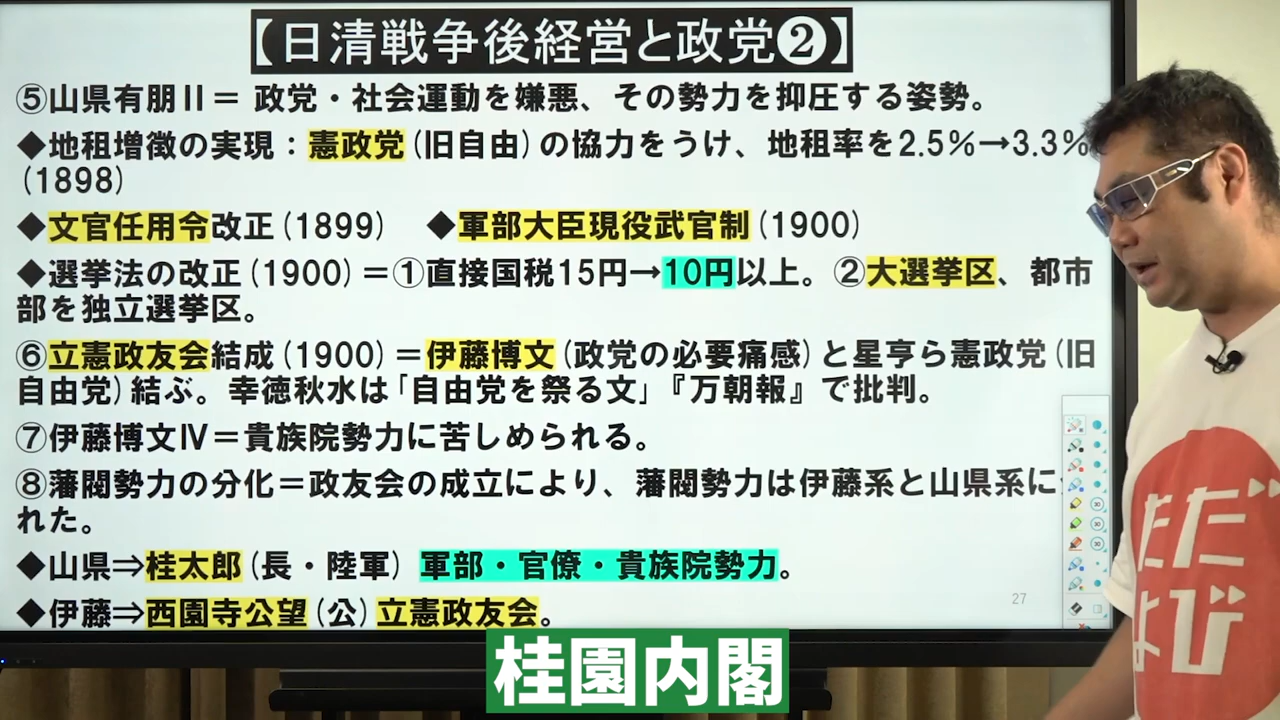 【日清戦争後経営と政党❷】
⑤山県有朋Ⅱ＝ 政党・社会運動を嫌悪、その勢力を抑圧する姿勢。
◆地租増徴の実現：憲政党(旧自由)の協力をうけ、地租率を2.5％→3.3％
(1898)
◆文官任用令改正(1899)　◆軍部大臣現役武官制(1900)
◆選挙法の改正(1900)＝①直接国税15円→10円以上。②大選挙区、都市
部を独立選挙区。
⑥立憲政友会結成(1900)＝伊藤博文(政党の必要痛感)と星亨ら憲政党(旧
自由党)結ぶ。幸徳秋水は「自由党を祭る文」『万朝報』で批判。
⑦伊藤博文Ⅳ＝貴族院勢力に苦しめられる。
⑧藩閥勢力の分化＝政友会の成立により、藩閥勢力は伊藤系と山県系に
れた。
◆山県⇒桂太郎(長・陸軍) 軍部・官僚・貴族院勢力。
◆伊藤⇒西園寺公望(公)立憲政友会。
27
桂園内閣
ただ
よび